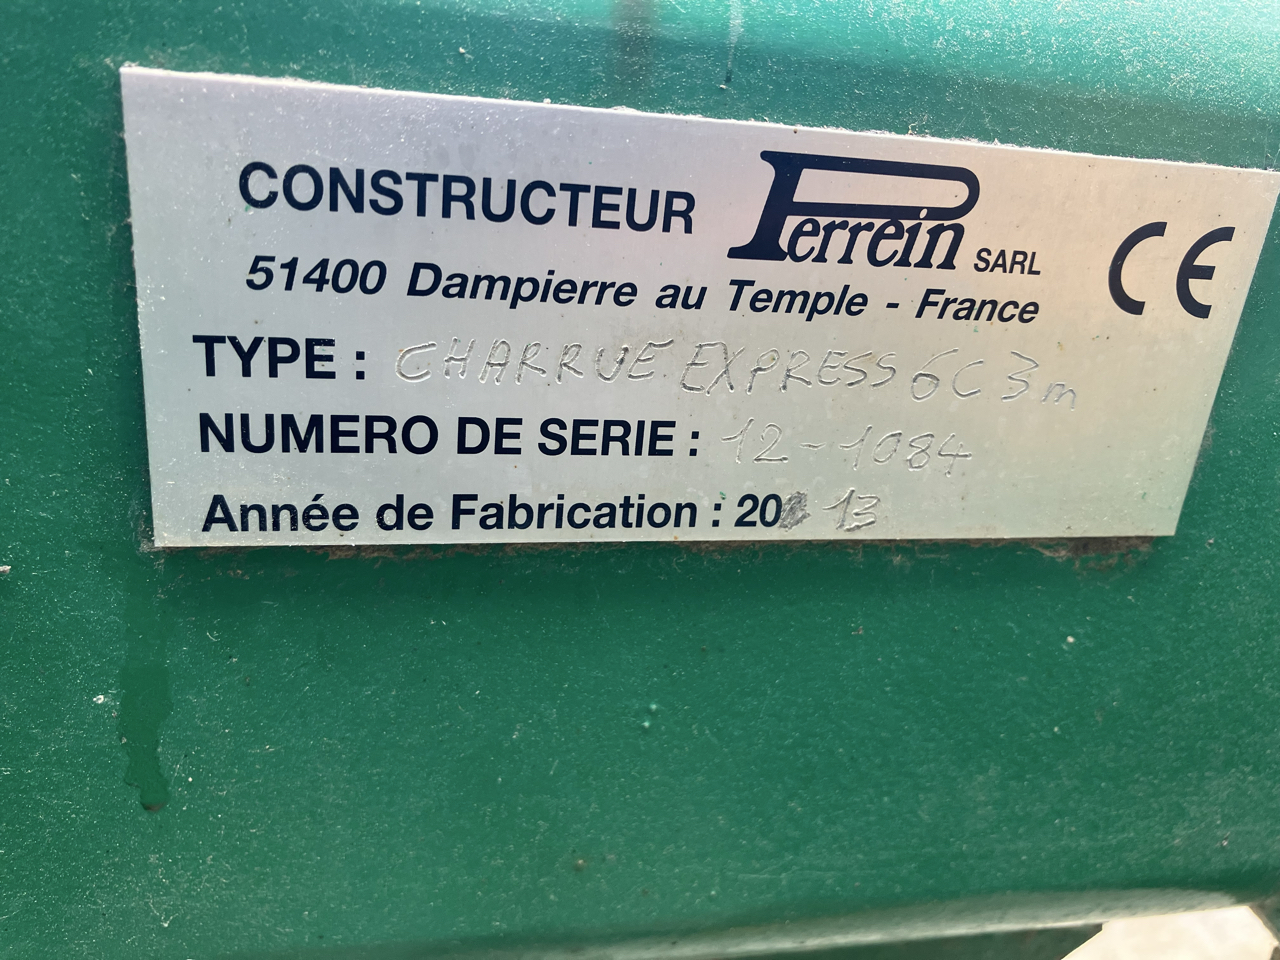 CONSTRUCTEUR Perrein SARL CE
51400 Dampierre au Temple - France
TYPE : CHARRUE EXPRESS 6C 3m
NUMERO DE SERIE : 12-1084
Année de Fabrication : 20 13